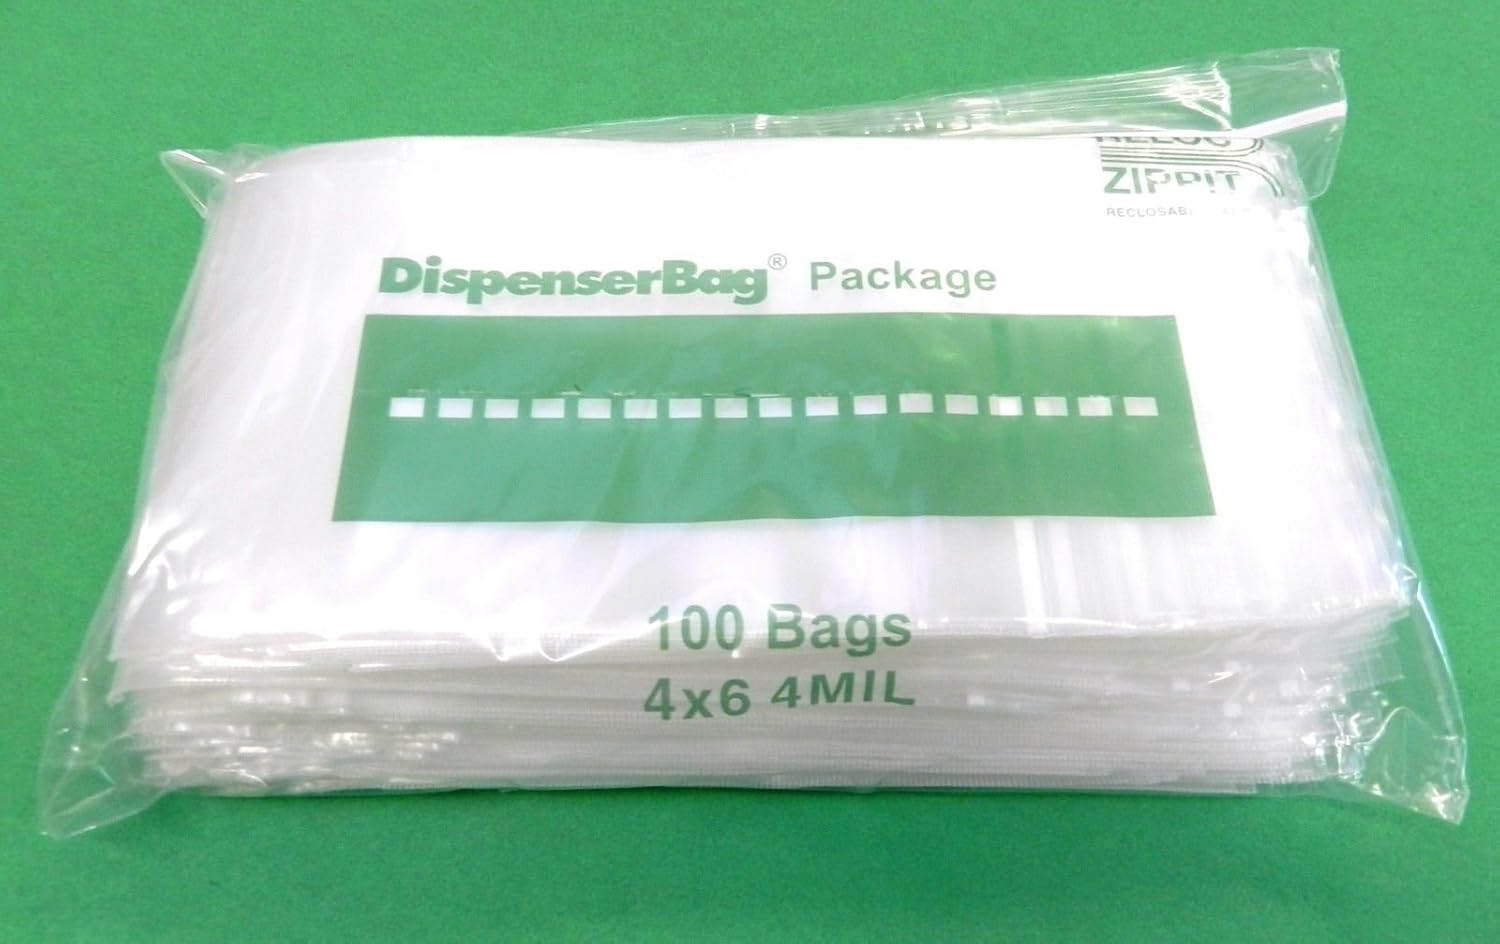 ZIPPIT
DispenserBag® Package
100 Bags
4x6 4MIL